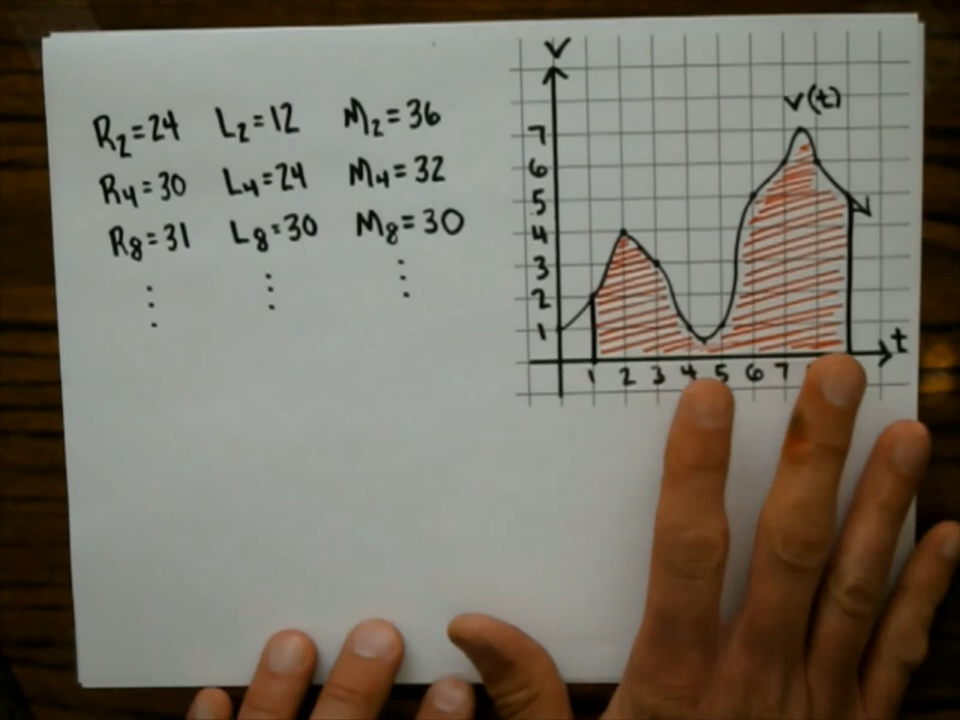 R₂=24 L₂=12 M₂=36
R₄=30 L₄=24 M₄=32
R₈=31 L₈=30 M₈=30
⋮ ⋮ ⋮
V
v(t)
7
6
5
4
3
2
1
t
1 2 3 4 5 6 7